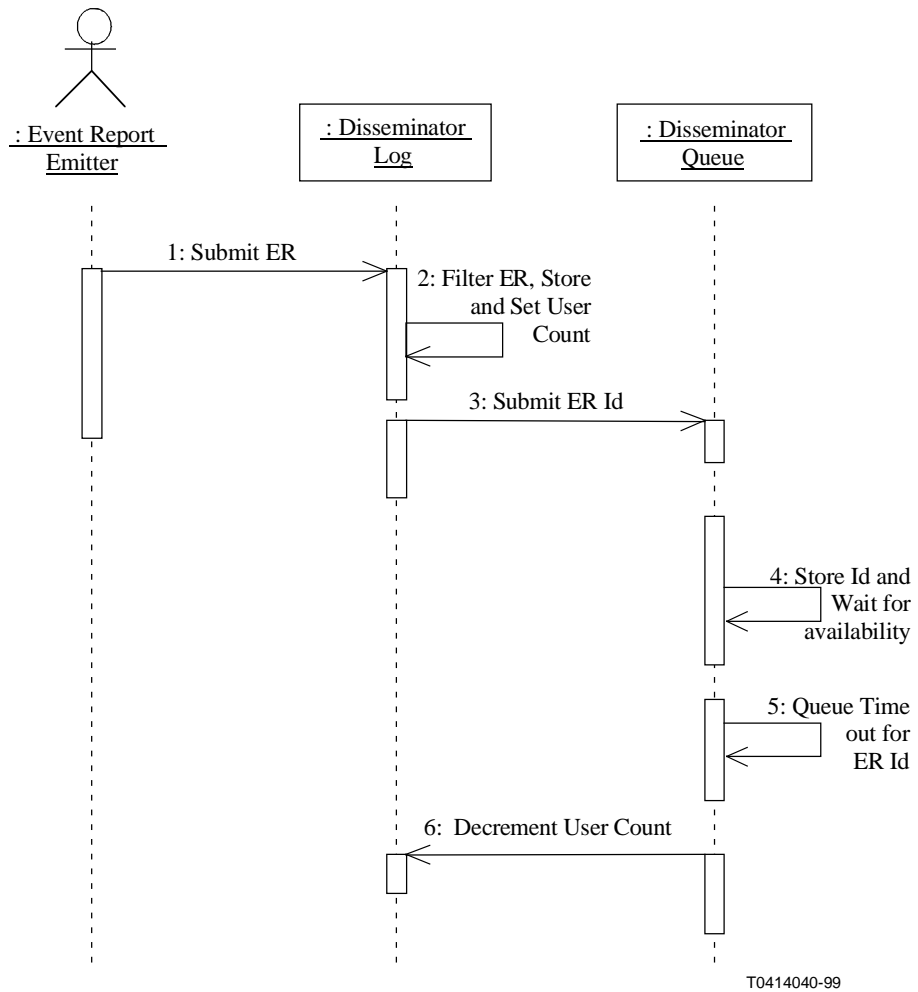 : Event Report
Emitter
: Disseminator
Log
: Disseminator
Queue
1: Submit ER
2: Filter ER, Store
and Set User
Count
3: Submit ER Id
4: Store Id and
Wait for
availability
5: Queue Time
out for
ER Id
6: Decrement User Count
T0414040-99